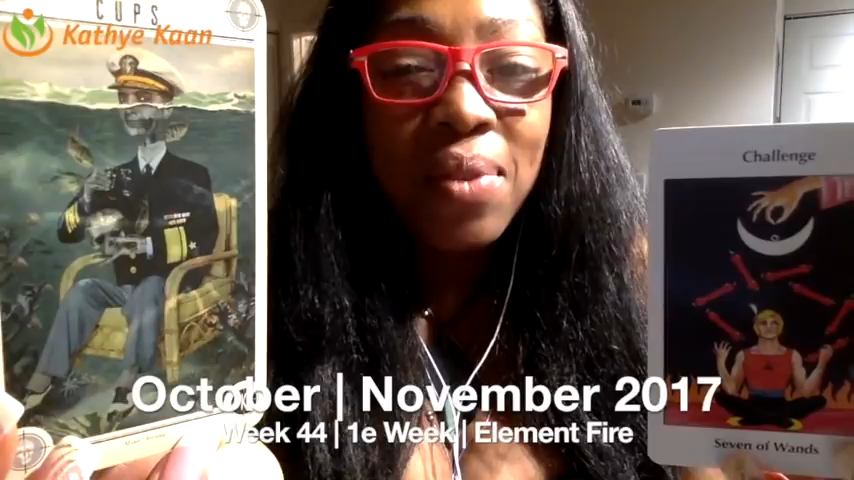 CUPS
Kathye Kaan
Challenge
October | November 2017
Week 44 | 1e Week | Element Fire
Seven of Wands